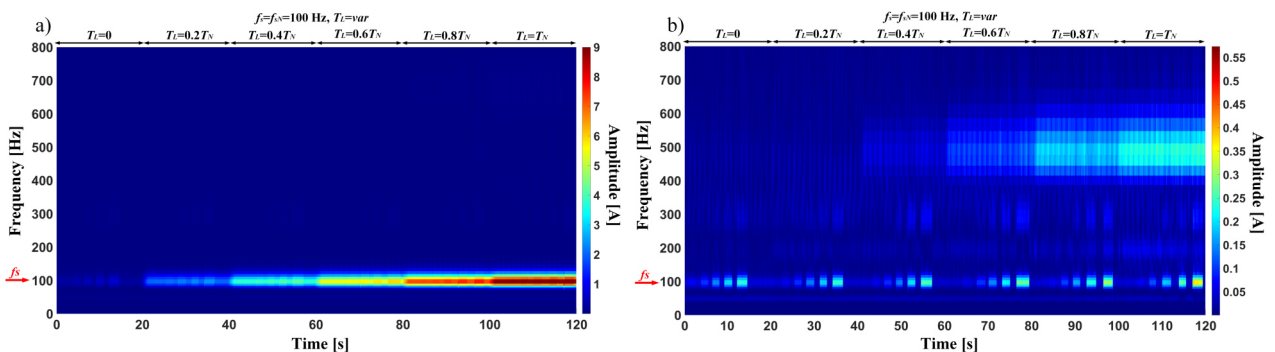 a)
fs=fsN=100 Hz, TL=var
TL=0 TL=0.2TN TL=0.4TN TL=0.6TN TL=0.8TN TL=TN
800
700
600
500
400
300
200
100
0
Frequency [Hz]
fs
0 20 40 60 80 100 120
Time [s]
9
8
7
6
5
4
3
2
1
Amplitude [A]
b)
fs=fsN=100 Hz, TL=var
TL=0 TL=0.2TN TL=0.4TN TL=0.6TN TL=0.8TN TL=TN
800
700
600
500
400
300
200
100
0
Frequency [Hz]
fs
0 10 20 30 40 50 60 70 80 90 100 110 120
Time [s]
0.55
0.5
0.45
0.4
0.35
0.3
0.25
0.2
0.15
0.1
0.05
Amplitude [A]